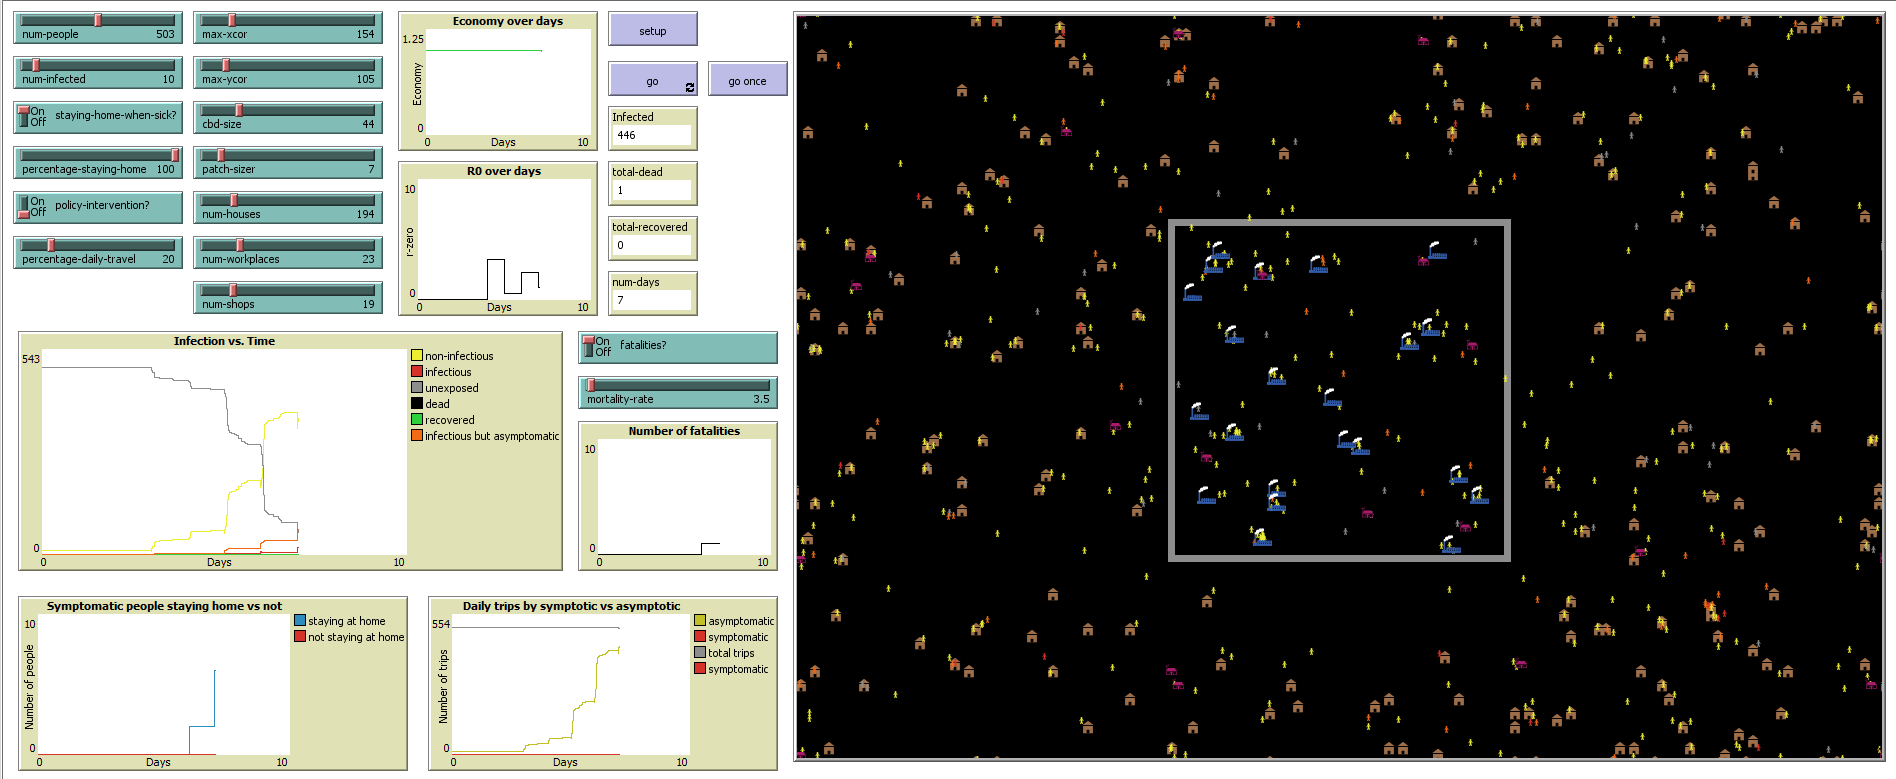 num-people 503
num-infected 10
On
Off
staying-home-when-sick?
percentage-staying-home 100
On
Off
policy-intervention?
percentage-daily-travel 20
max-xcor 154
max-ycor 105
cbd-size 44
patch-sizer 7
num-houses 194
num-workplaces 23
num-shops 19
Economy over days
1.25
Economy
0
0 Days 10
R0 over days
10
r-zero
0
0 Days 10
setup
go
go once
Infected
446
total-dead
1
total-recovered
0
num-days
7
Infection vs. Time
543
0
0 Days 10
non-infectious
infectious
unexposed
dead
recovered
infectious but asymptomatic
On
Off
fatalities?
mortality-rate 3.5
Number of fatalities
10
0
0 10
Symptomatic people staying home vs not
10
Number of people
0
0 Days 10
staying at home
not staying at home
Daily trips by symptotic vs asymptotic
554
Number of trips
0
0 Days 10
asymptomatic
symptomatic
total trips
symptomatic